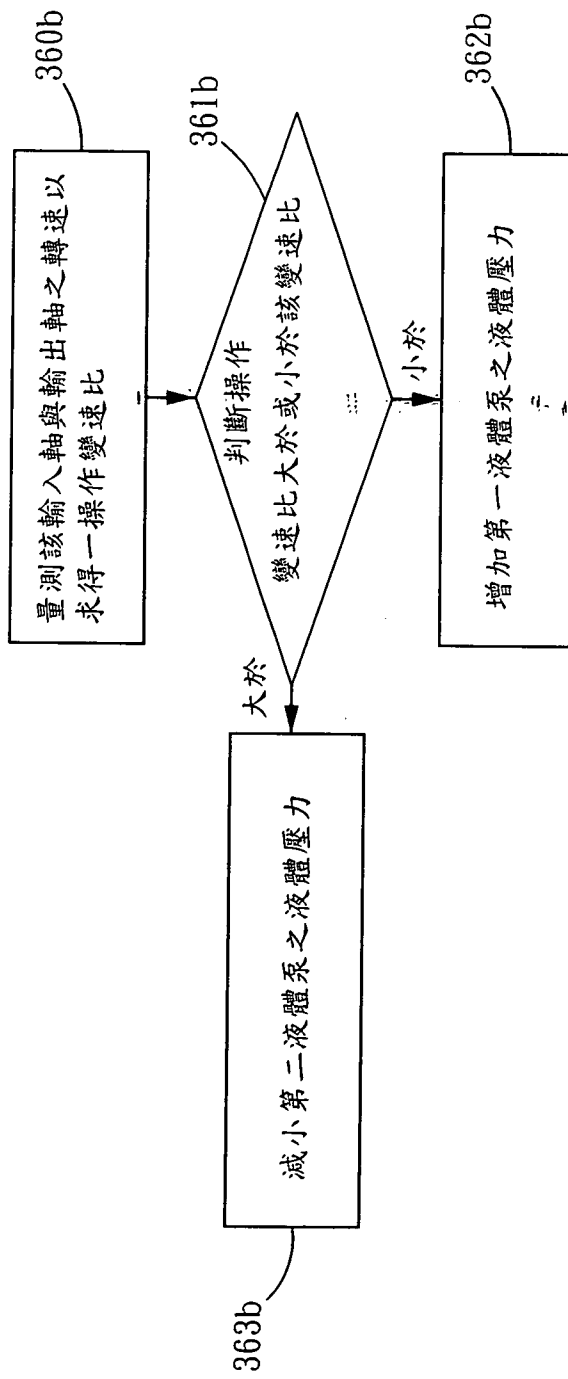 360b
量測該輸入軸與輸出軸之轉速以
求得一操作變速比
361b
判斷操作
變速比大於或小於該變速比
大於
小於
減小第二液體泵之液體壓力
363b
增加第一液體泵之液體壓力
362b